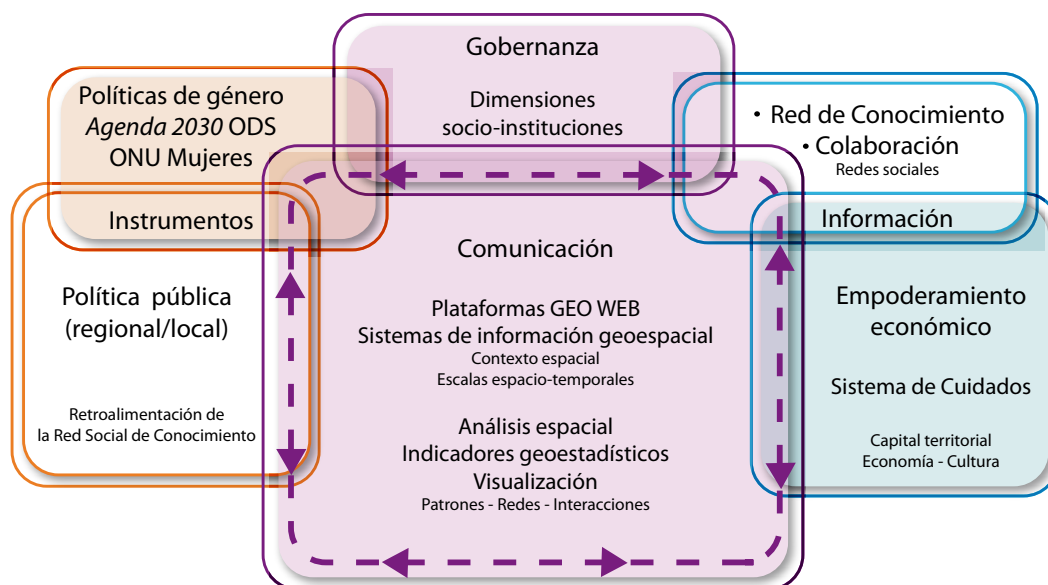 Gobernanza
Dimensiones
socio-instituciones
Políticas de género
Agenda 2030 ODS
ONU Mujeres
Instrumentos
Política pública
(regional/local)
Retroalimentación de
la Red Social de Conocimiento
Comunicación
Plataformas GEO WEB
Sistemas de información geoespacial
Contexto espacial
Escalas espacio-temporales
Análisis espacial
Indicadores geoestadísticos
Visualización
Patrones - Redes - Interacciones
• Red de Conocimiento
• Colaboración
Redes sociales
Información
Empoderamiento
económico
Sistema de Cuidados
Capital territorial
Economía - Cultura